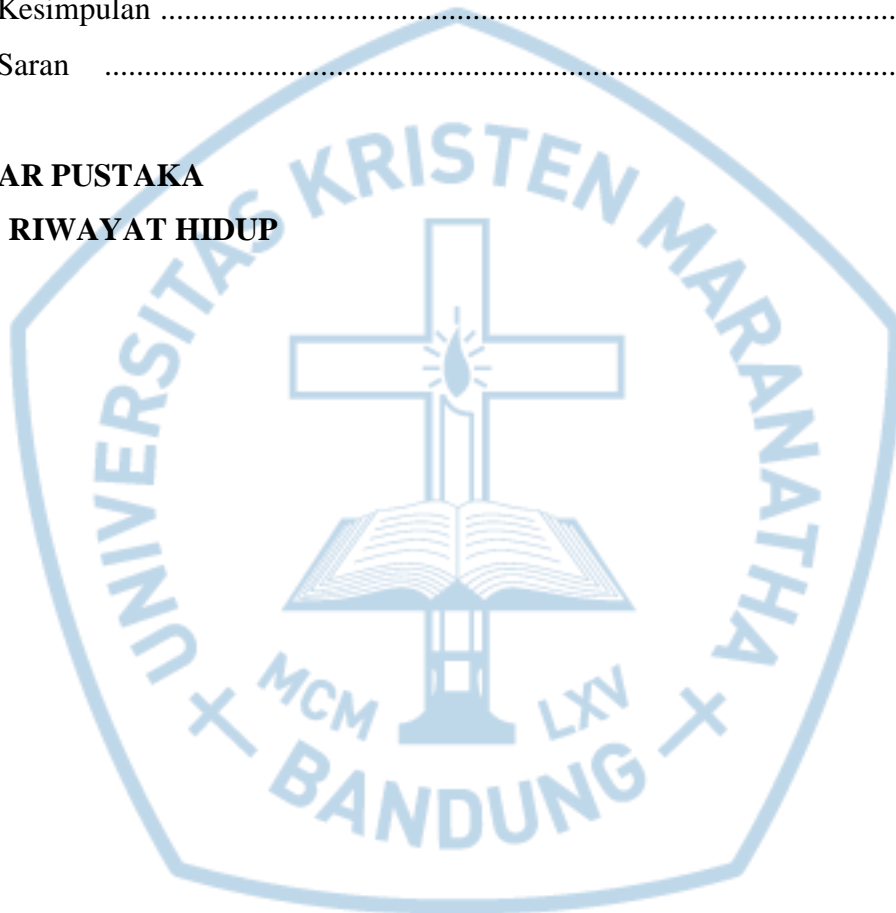 Kesimpulan ............................................................................................
Saran ............................................................................................
AR PUSTAKA
RIWAYAT HIDUP
UNIVERSITAS KRISTEN MARANATHA
MCM LXV
BANDUNG